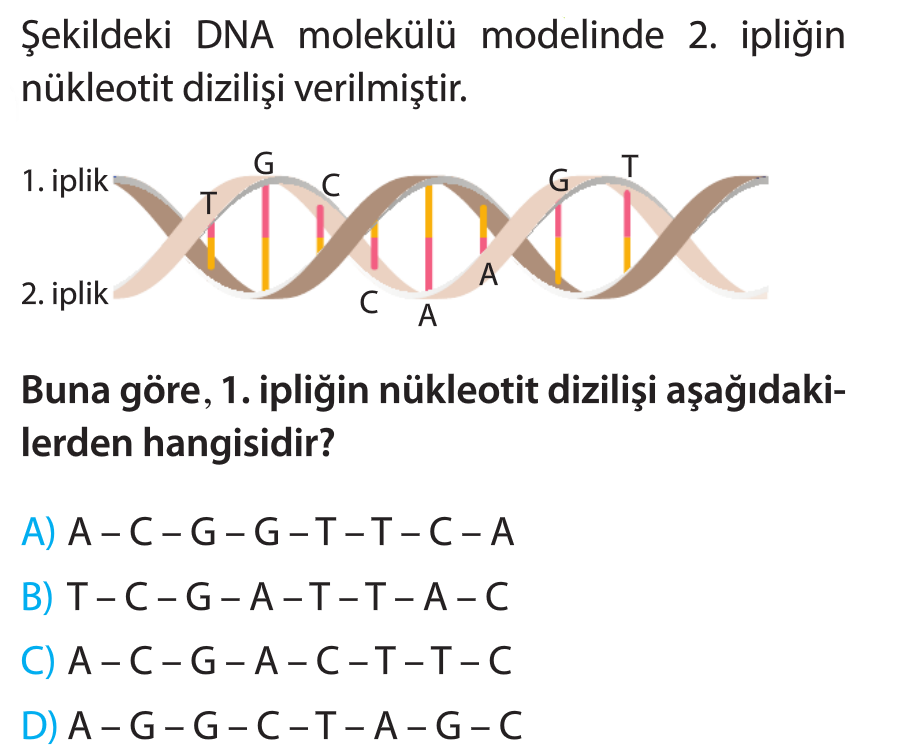 Şekildeki DNA molekülü modelinde 2. ipliğin
nükleotit dizilişi verilmiştir.
1. iplik
T
G
C
C
A
A
G
T
2. iplik
Buna göre, 1. ipliğin nükleotit dizilişi aşağıdaki-
lerden hangisidir?
A) A – C – G – G – T – T – C – A
B) T – C – G – A – T – T – A – C
C) A – C – G – A – C – T – T – C
D) A – G – G – C – T – A – G – C